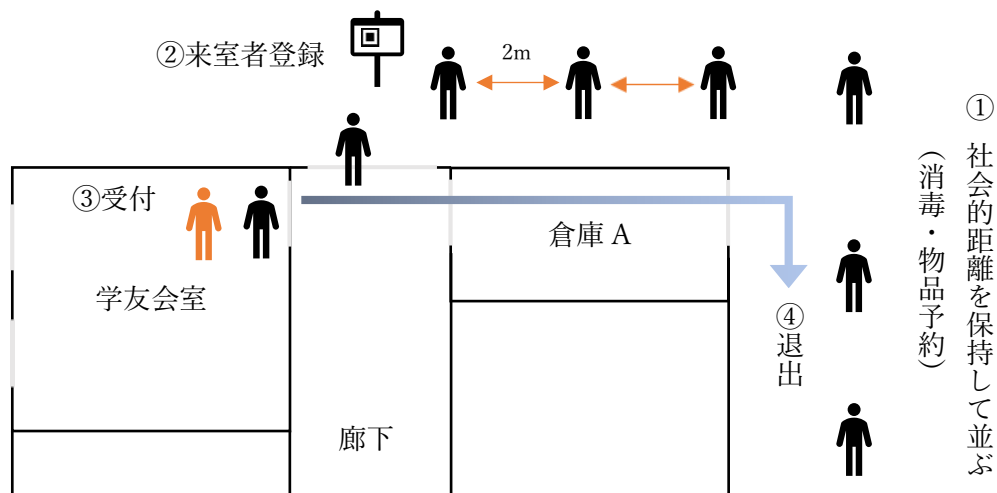 ② 来室者登録
2m
① 社会的距離を保持して並ぶ
(消毒・物品予約)
③受付
倉庫 A
学友会室
④退出
廊下